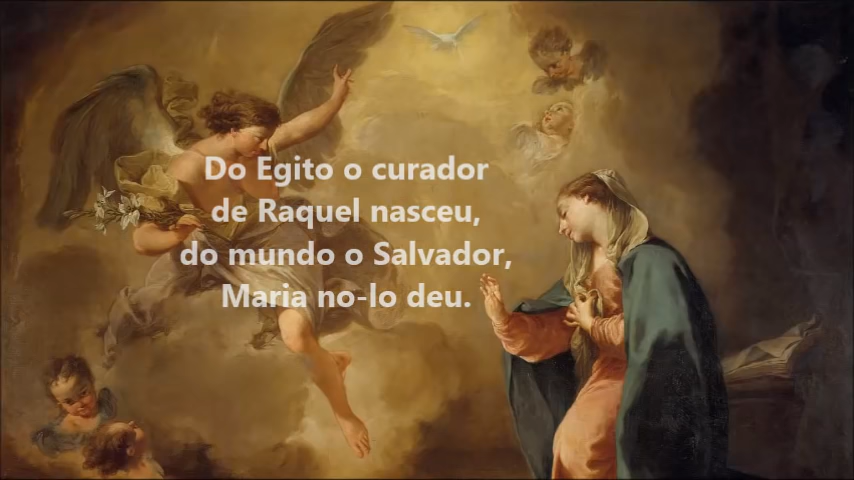 Do Egito o curador
de Raquel nasceu,
do mundo o Salvador,
Maria no-lo deu.